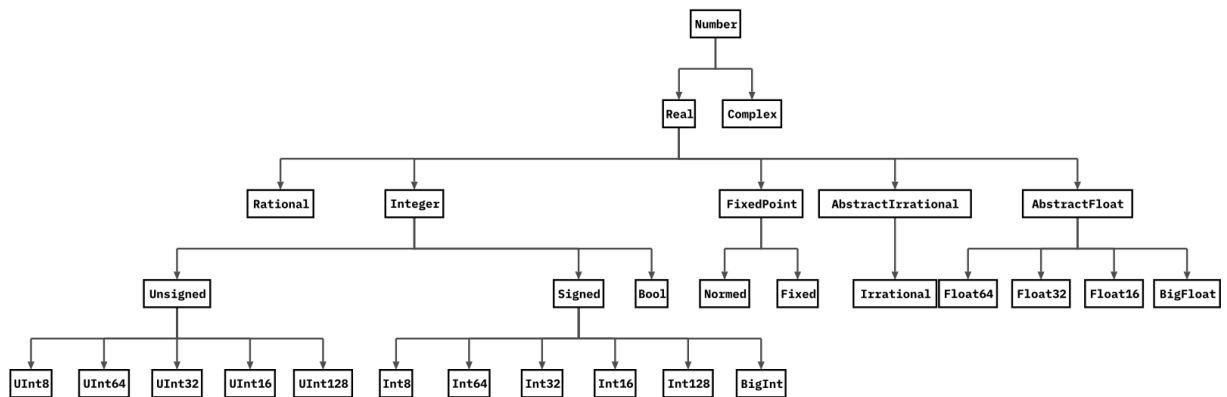 Number
Real Complex
Rational Integer FixedPoint AbstractIrrational AbstractFloat
Unsigned Signed Bool Normed Fixed Irrational Float64 Float32 Float16 BigFloat
UInt8 UInt64 UInt32 UInt16 UInt128 Int8 Int64 Int32 Int16 Int128 BigInt